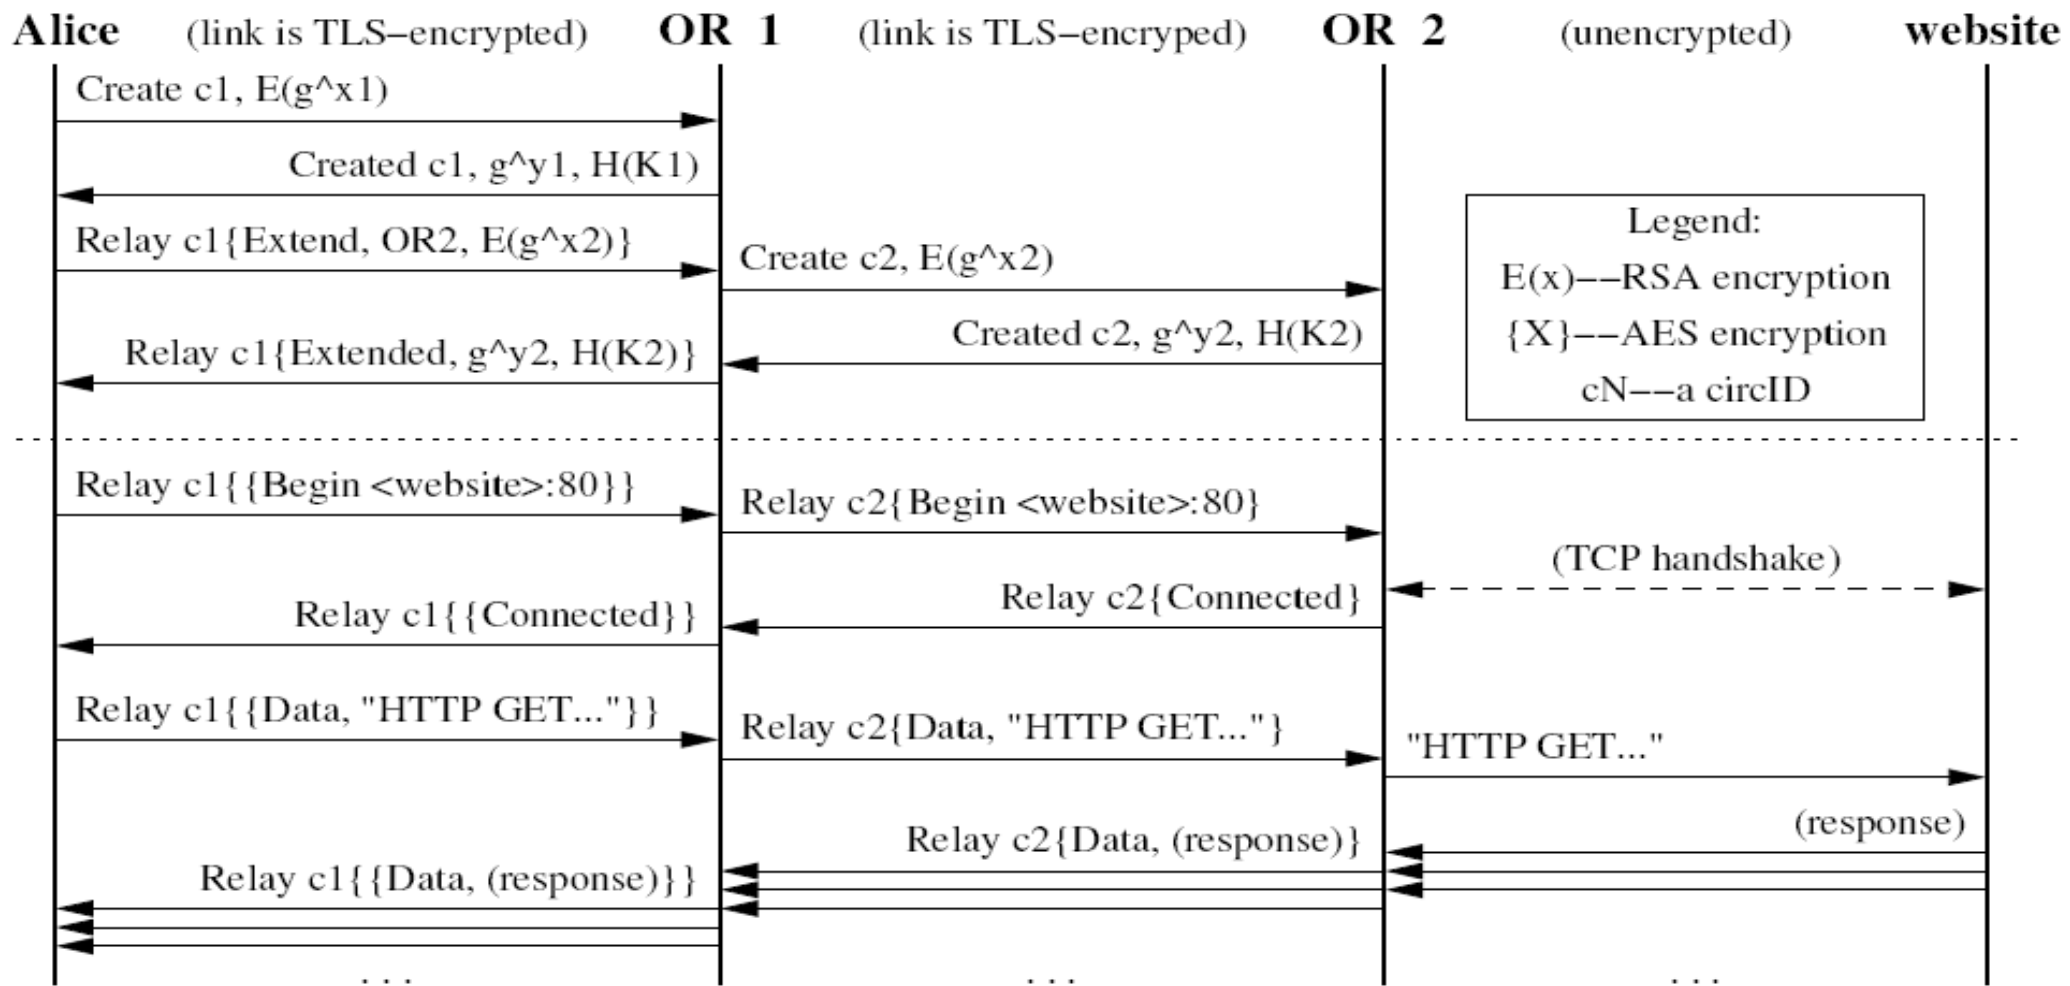 Alice (link is TLS−encrypted) OR 1 (link is TLS−encryped) OR 2 (unencrypted) website
Create c1, E(g^x1)
Created c1, g^y1, H(K1)
Relay c1{Extend, OR2, E(g^x2)}
Create c2, E(g^x2)
Created c2, g^y2, H(K2)
Relay c1{Extended, g^y2, H(K2)}
Legend:
E(x)−−RSA encryption
{X}−−AES encryption
cN−−a circID
Relay c1{{Begin <website>:80}}
Relay c2{Begin <website>:80}
(TCP handshake)
Relay c2{Connected}
Relay c1{{Connected}}
Relay c1{{Data, "HTTP GET..."}}
Relay c2{Data, "HTTP GET..."}
"HTTP GET..."
(response)
Relay c2{Data, (response)}
Relay c1{{Data, (response)}}
. . . . . . . . .